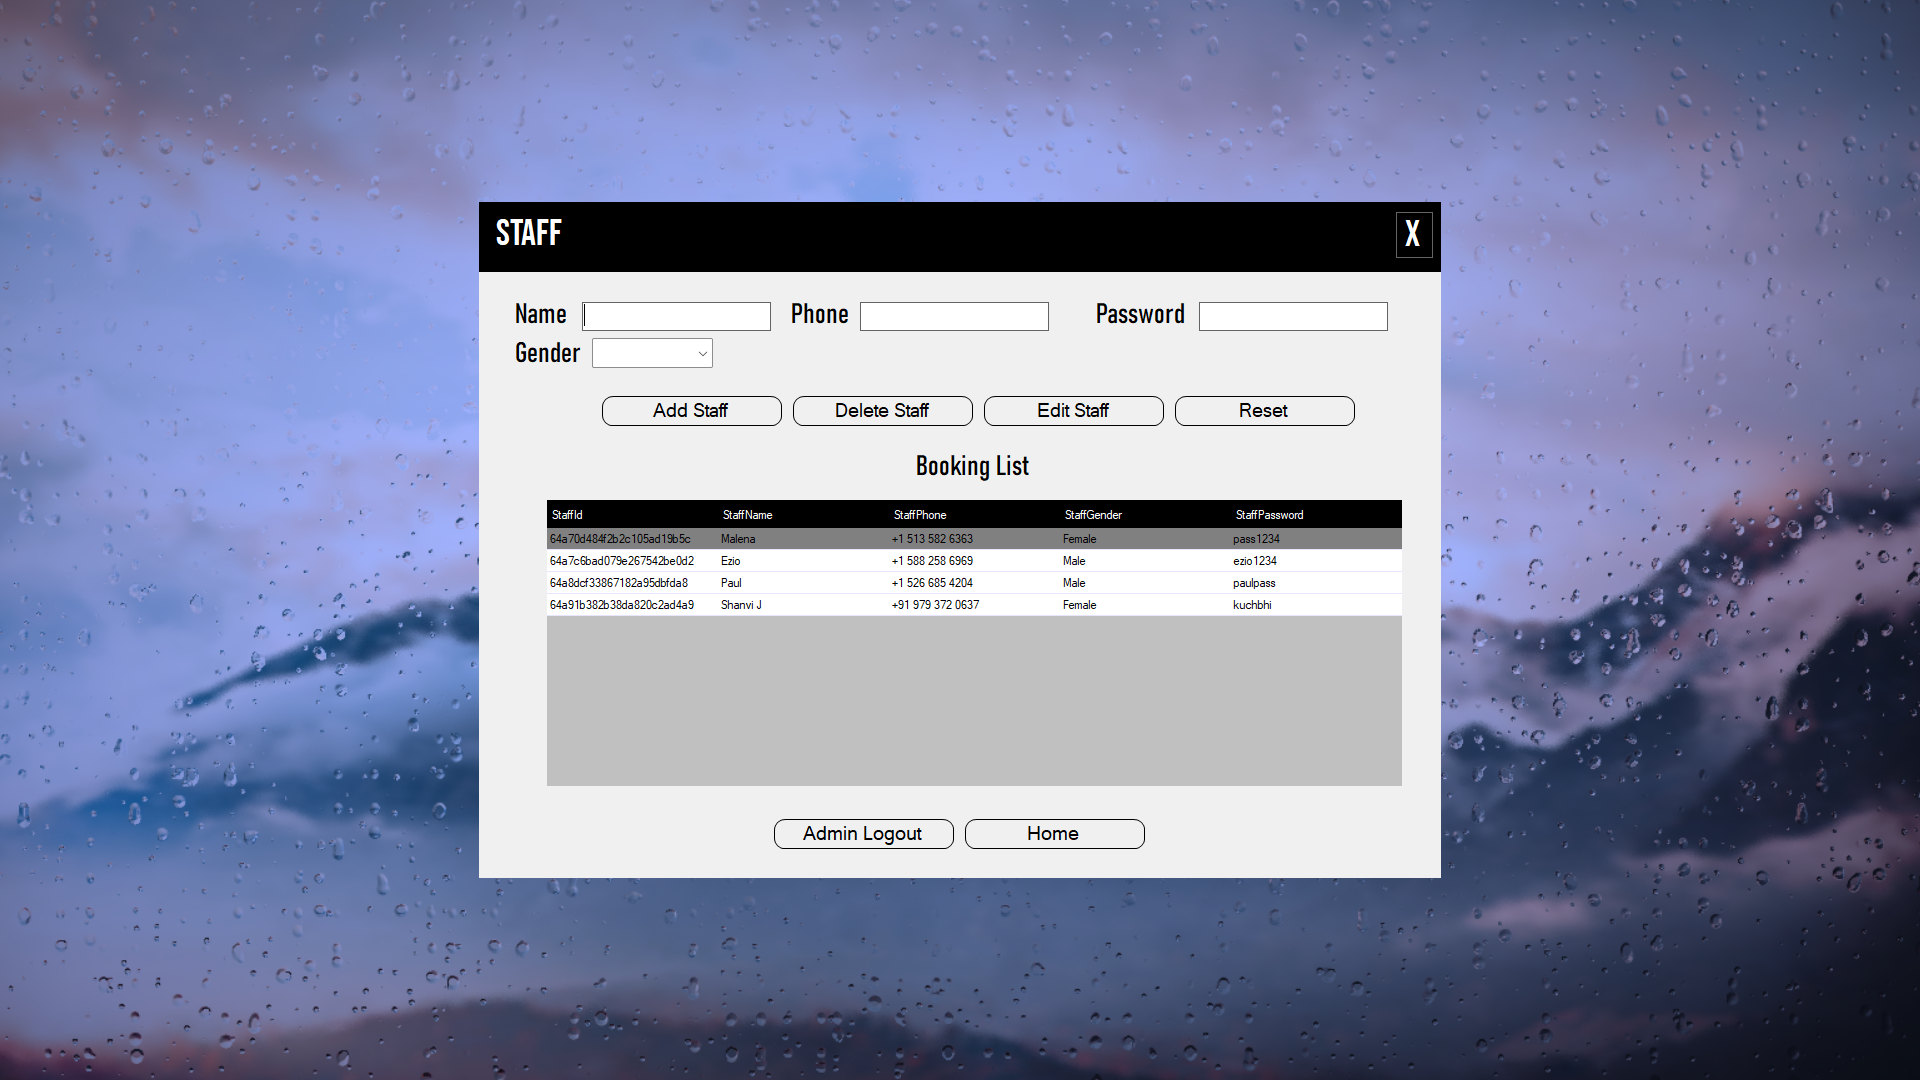 STAFF X
Name Phone Password
Gender
Add Staff Delete Staff Edit Staff Reset
Booking List
StaffId StaffName StaffPhone StaffGender StaffPassword
64a70d484f2b2c105ad19b5c Malena +1 513 582 6363 Female pass1234
64a7c6bad079e267542be0d2 Ezio +1 588 258 6969 Male ezio1234
64a8dcf33867182a95dbfda8 Paul +1 526 685 4204 Male paulpass
64a91b382b38da820c2ad4a9 Shanvi J +91 979 372 0637 Female kuchbhi
Admin Logout Home